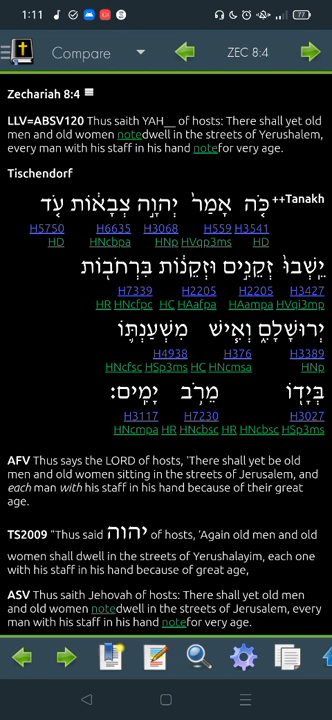 1:11
77
Compare
ZEC 8:4
Zechariah 8:4
LLV=ABSV120 Thus saith YAH__ of hosts: There shall yet old
men and old women notedwell in the streets of Yerushalem,
every man with his staff in his hand notefor very age.
Tischendorf
++Tanakh כֹּ֤ה אָמַר֙ יְהוָ֣ה צְבָא֔וֹת עֹ֤ד
H5750 H6635 H3068 H559 H3541
HD HNcbpa HNp HVqp3ms HD
יֵֽשְׁבוּ֙ זְקֵנִ֣ים וּזְקֵנ֔וֹת בִּרְחֹב֖וֹת
H7339 H2205 H2205 H3427
HR HNcfpc HC HAafpa HAampa HVqi3mp
יְרוּשָׁלִָ֑ם וְאִ֧ישׁ מִשְׁעַנְתּ֛וֹ
H4938 H376 H3389
HNcfsc HSp3ms HC HNcmsa HNp
בְּיָד֖וֹ מֵרֹ֥ב יָמִֽים׃
H3117 H7230 H3027
HNcmpa HR HNcbsc HR HNcbsc HSp3ms
AFV Thus says the LORD of hosts, 'There shall yet be old
men and old women sitting in the streets of Jerusalem, and
each man with his staff in his hand because of their great
age.
TS2009 "Thus said יהוה of hosts, 'Again old men and old
women shall dwell in the streets of Yerushalayim, each one
with his staff in his hand because of great age,
ASV Thus saith Jehovah of hosts: There shall yet old men
and old women notedwell in the streets of Jerusalem, every
man with his staff in his hand notefor very age.